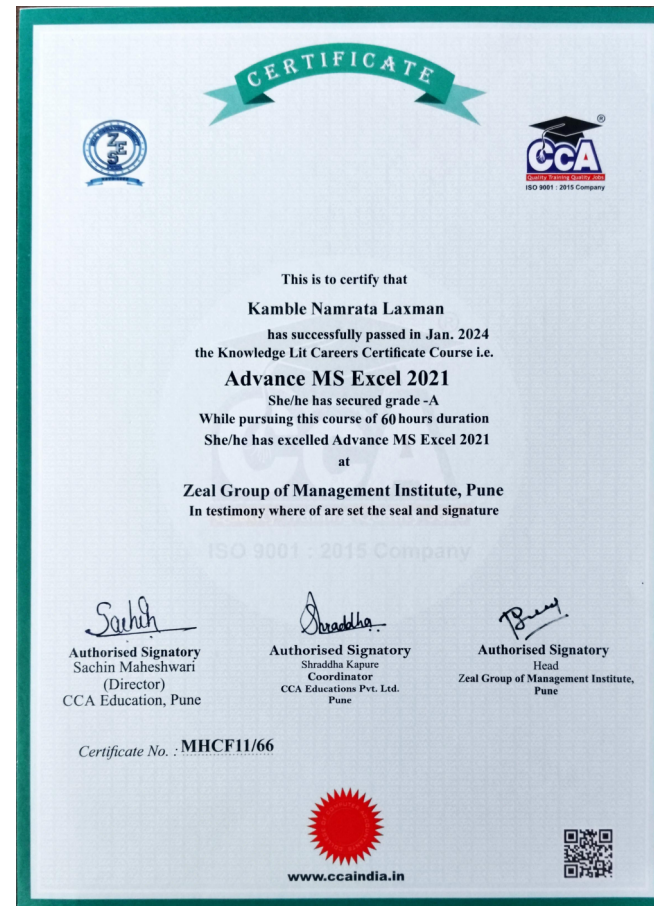 CERTIFICATE
ZES
®
CCA
Quality Training Quality Jobs
ISO 9001 : 2015 Company
This is to certify that
Kamble Namrata Laxman
has successfully passed in Jan. 2024
the Knowledge Lit Careers Certificate Course i.e.
Advance MS Excel 2021
She/he has secured grade -A
While pursuing this course of 60 hours duration
She/he has excelled Advance MS Excel 2021
at
Zeal Group of Management Institute, Pune
In testimony where of are set the seal and signature
CCA
ISO 9001 : 2015 Company
Sachin
Shraddha
Authorised Signatory
Sachin Maheshwari
(Director)
CCA Education, Pune
Authorised Signatory
Shraddha Kapure
Coordinator
CCA Educations Pvt. Ltd.
Pune
Authorised Signatory
Head
Zeal Group of Management Institute,
Pune
Certificate No. : MHCF11/66
www.ccaindia.in